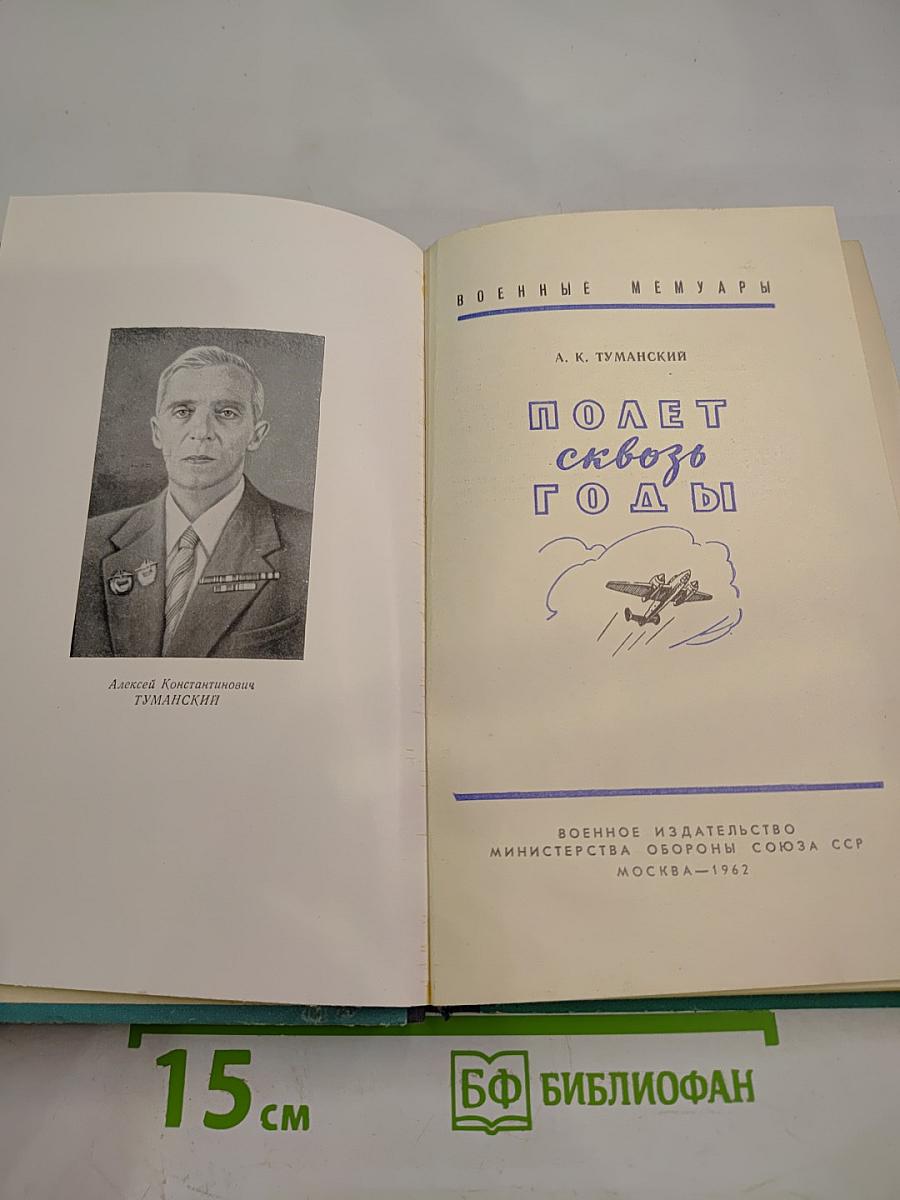 Алексей Константинович
ТУМАНСКИЙ
ВОЕННЫЕ МЕМУАРЫ
А. К. ТУМАНСКИЙ
ПОЛЕТ
сквозь
ГОДЫ
ВОЕННОЕ ИЗДАТЕЛЬСТВО
МИНИСТЕРСТВА ОБОРОНЫ СОЮЗА ССР
МОСКВА—1962
15 см
БФ БИБЛИОФАН